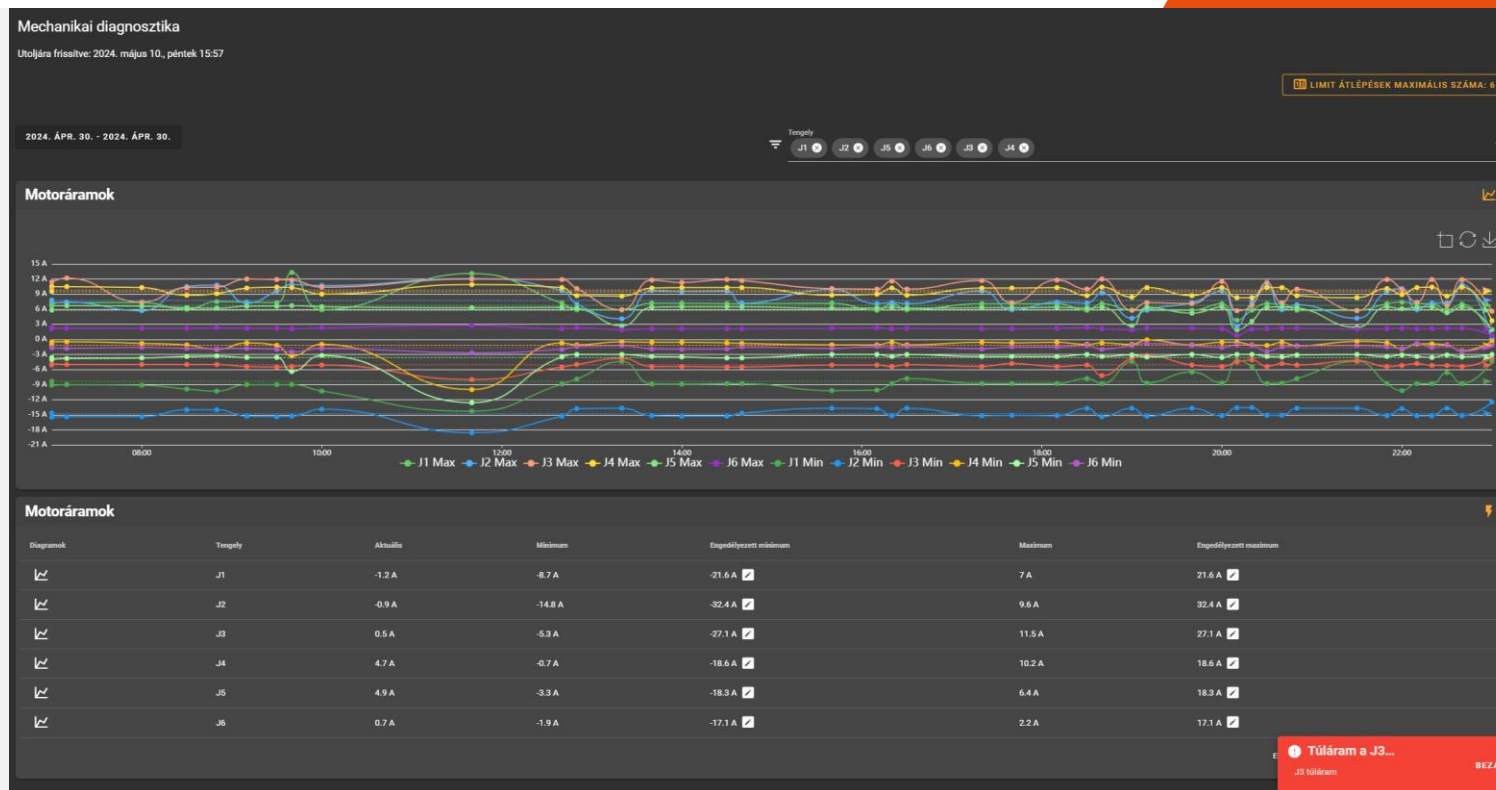 Mechanikai diagnosztika
Utoljára frissítve: 2024. május 10., péntek 15:57
LIMIT ÁTLÉPÉSEK MAXIMÁLIS SZÁMA: 6
2024. ÁPR. 30. - 2024. ÁPR. 30.
Tengely
J1 J2 J5 J6 J3 J4
Motoráramok
15 A
12 A
9 A
6 A
3 A
0 A
-3 A
-6 A
-9 A
-12 A
-15 A
-18 A
-21 A
08:00 10:00 12:00 14:00 16:00 18:00 20:00 22:00
J1 Max J2 Max J3 Max J4 Max J5 Max J6 Max J1 Min J2 Min J3 Min J4 Min J5 Min J6 Min
Motoráramok
Diagramok Tengely Aktuális Minimum Engedélyezett minimum Maximum Engedélyezett maximum
J1 -1.2 A -8.7 A -21.6 A 7 A 21.6 A
J2 -0.9 A -14.8 A -32.4 A 9.6 A 32.4 A
J3 0.5 A -5.3 A -27.1 A 11.5 A 27.1 A
J4 4.7 A -0.7 A -18.6 A 10.2 A 18.6 A
J5 4.9 A -3.3 A -18.3 A 6.4 A 18.3 A
J6 0.7 A -1.9 A -17.1 A 2.2 A 17.1 A
Túláram a J3...
J3 túláram